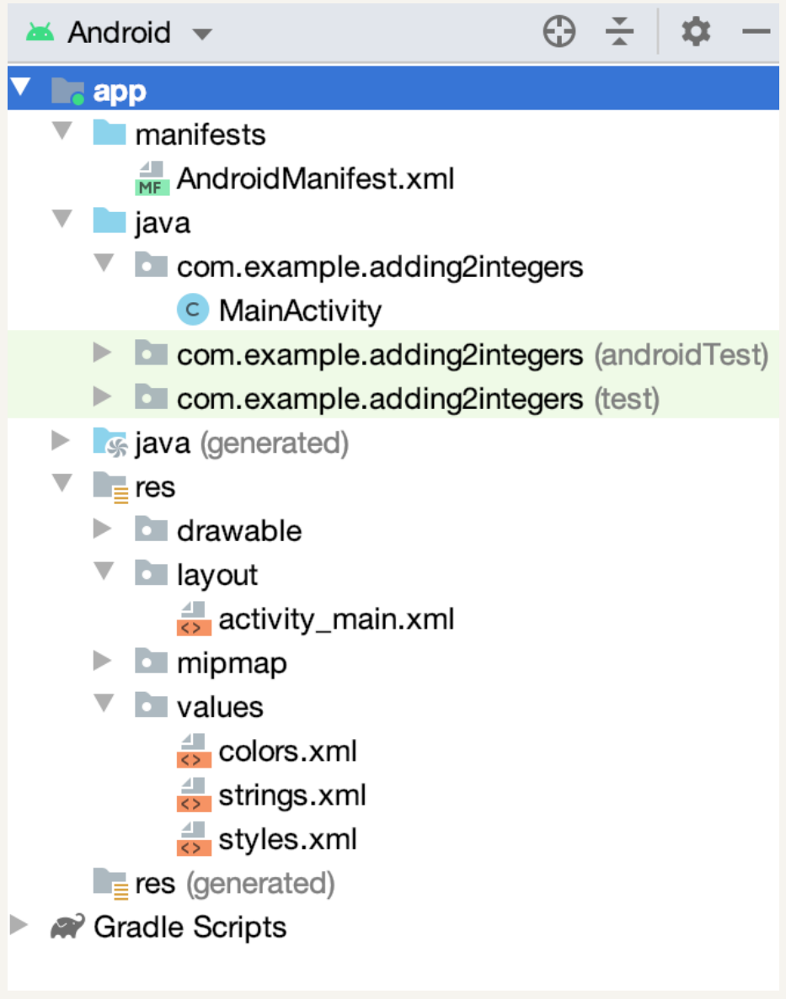 Android
app
manifests
MF AndroidManifest.xml
java
com.example.adding2integers
C MainActivity
com.example.adding2integers (androidTest)
com.example.adding2integers (test)
java (generated)
res
drawable
layout
<> activity_main.xml
mipmap
values
<> colors.xml
<> strings.xml
<> styles.xml
res (generated)
Gradle Scripts